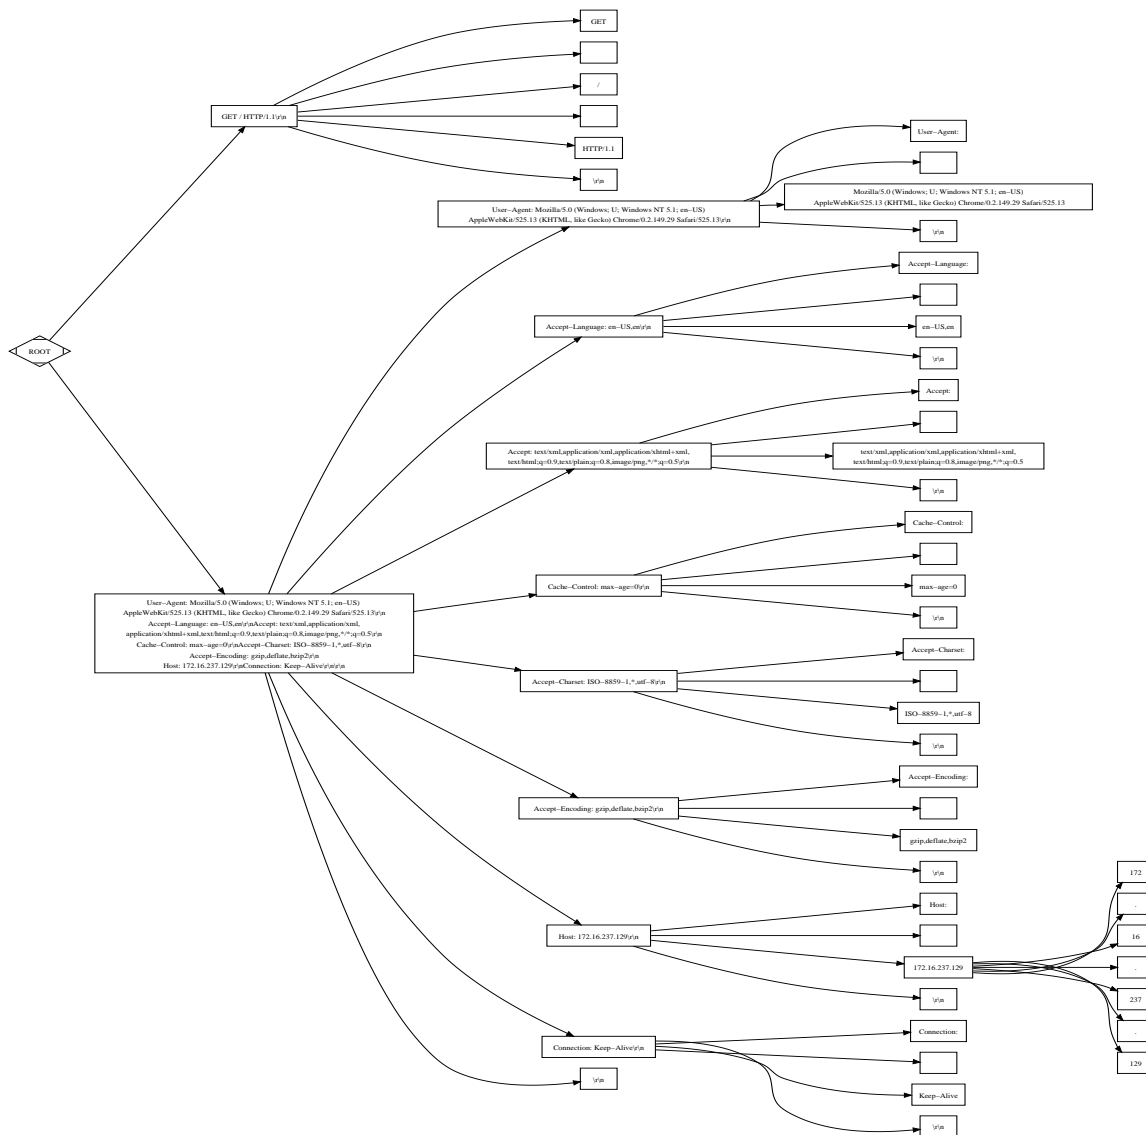 GET
/
GET / HTTP/1.1\r\n
HTTP/1.1
\r\n
ROOT
User-Agent: Mozilla/5.0 (Windows; U; Windows NT 5.1; en-US)
AppleWebKit/525.13 (KHTML, like Gecko) Chrome/0.2.149.29 Safari/525.13\r\n
Accept-Language: en-US,en\r\nAccept: text/xml,application/xml,
application/xhtml+xml,text/html;q=0.9,text/plain;q=0.8,image/png,*/*;q=0.5\r\n
Cache-Control: max-age=0\r\nAccept-Charset: ISO-8859-1,*,utf-8\r\n
Accept-Encoding: gzip,deflate,bzip2\r\n
Host: 172.16.237.129\r\nConnection: Keep-Alive\r\n\r\n
User-Agent: Mozilla/5.0 (Windows; U; Windows NT 5.1; en-US)
AppleWebKit/525.13 (KHTML, like Gecko) Chrome/0.2.149.29 Safari/525.13\r\n
User-Agent:
Mozilla/5.0 (Windows; U; Windows NT 5.1; en-US)
AppleWebKit/525.13 (KHTML, like Gecko) Chrome/0.2.149.29 Safari/525.13
\r\n
Accept-Language: en-US,en\r\n
Accept-Language:
en-US,en
\r\n
Accept: text/xml,application/xml,application/xhtml+xml,
text/html;q=0.9,text/plain;q=0.8,image/png,*/*;q=0.5\r\n
Accept:
text/xml,application/xml,application/xhtml+xml,
text/html;q=0.9,text/plain;q=0.8,image/png,*/*;q=0.5
\r\n
Cache-Control: max-age=0\r\n
Cache-Control:
max-age=0
\r\n
Accept-Charset: ISO-8859-1,*,utf-8\r\n
Accept-Charset:
ISO-8859-1,*,utf-8
\r\n
Accept-Encoding: gzip,deflate,bzip2\r\n
Accept-Encoding:
gzip,deflate,bzip2
\r\n
Host: 172.16.237.129\r\n
Host:
172.16.237.129
\r\n
172
.
16
.
237
.
129
Connection: Keep-Alive\r\n
Connection:
Keep-Alive
\r\n
\r\n